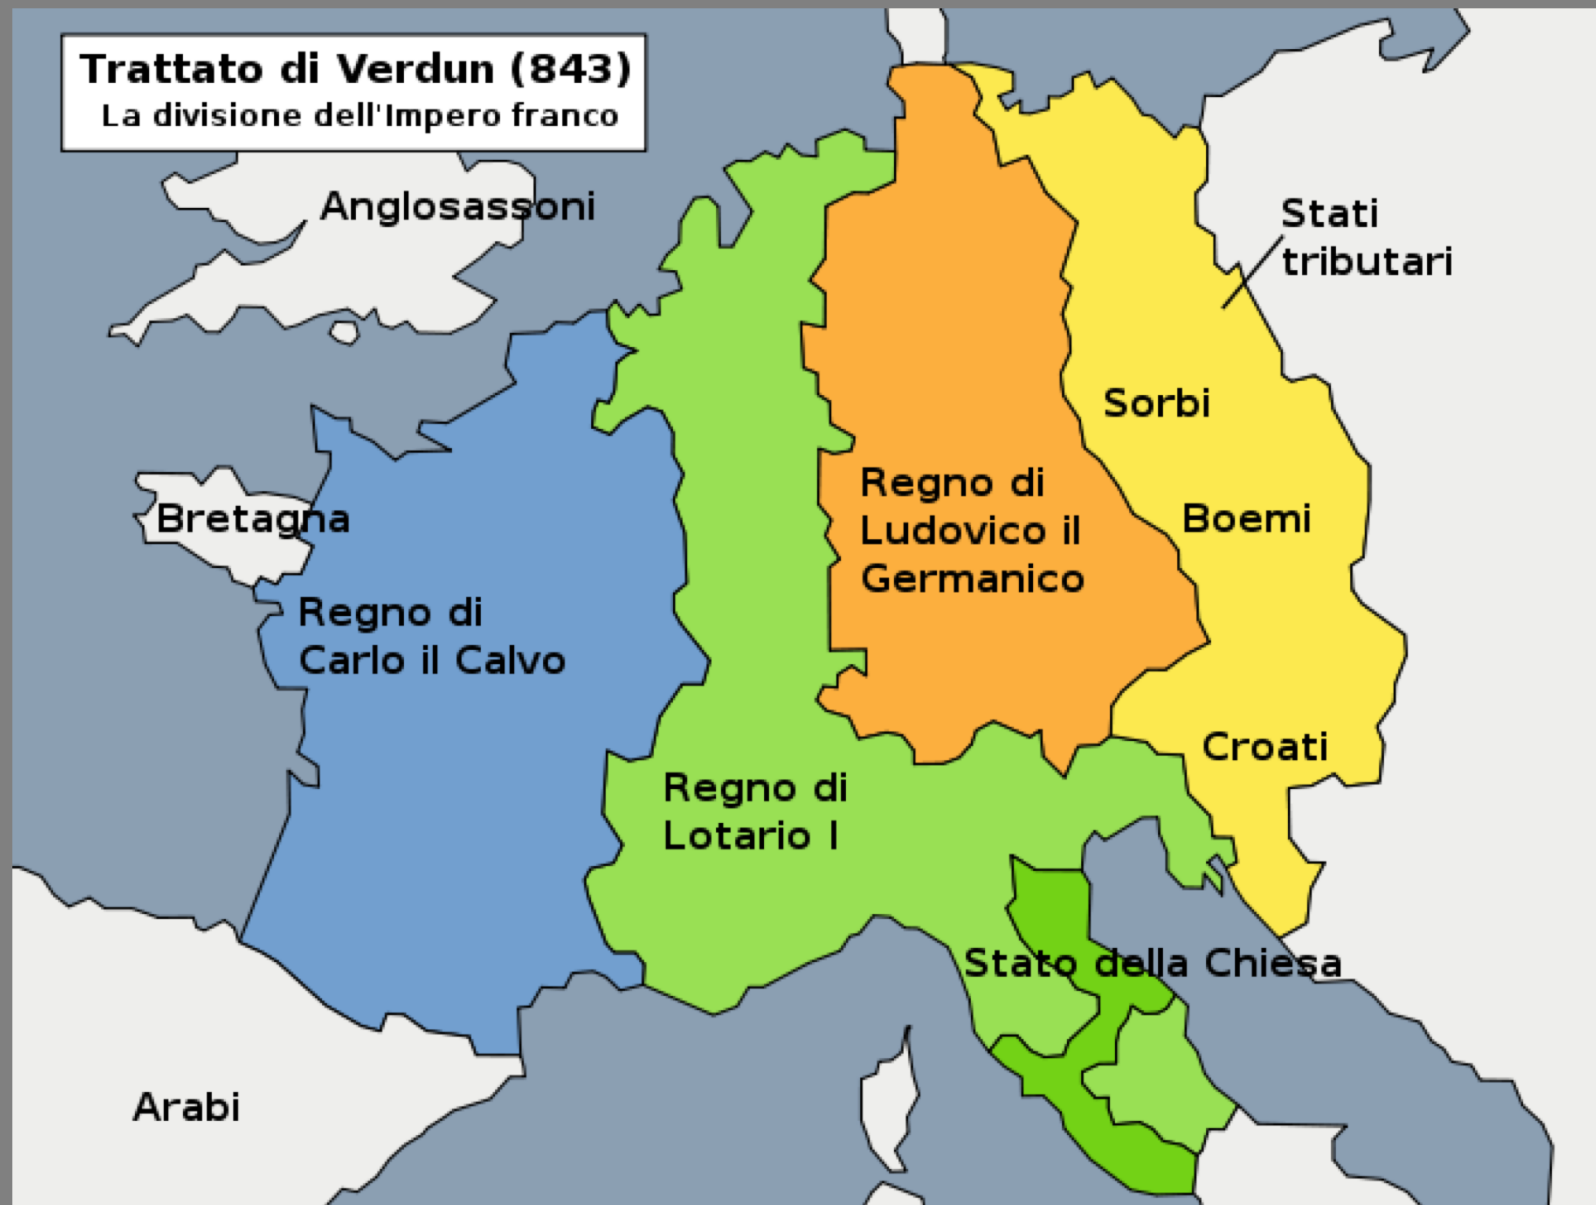 Trattato di Verdun (843)
La divisione dell'Impero franco
Anglosassoni
Stati
tributari
Sorbi
Regno di
Ludovico il
Germanico
Boemi
Bretagna
Regno di
Carlo il Calvo
Croati
Regno di
Lotario I
Stato della Chiesa
Arabi